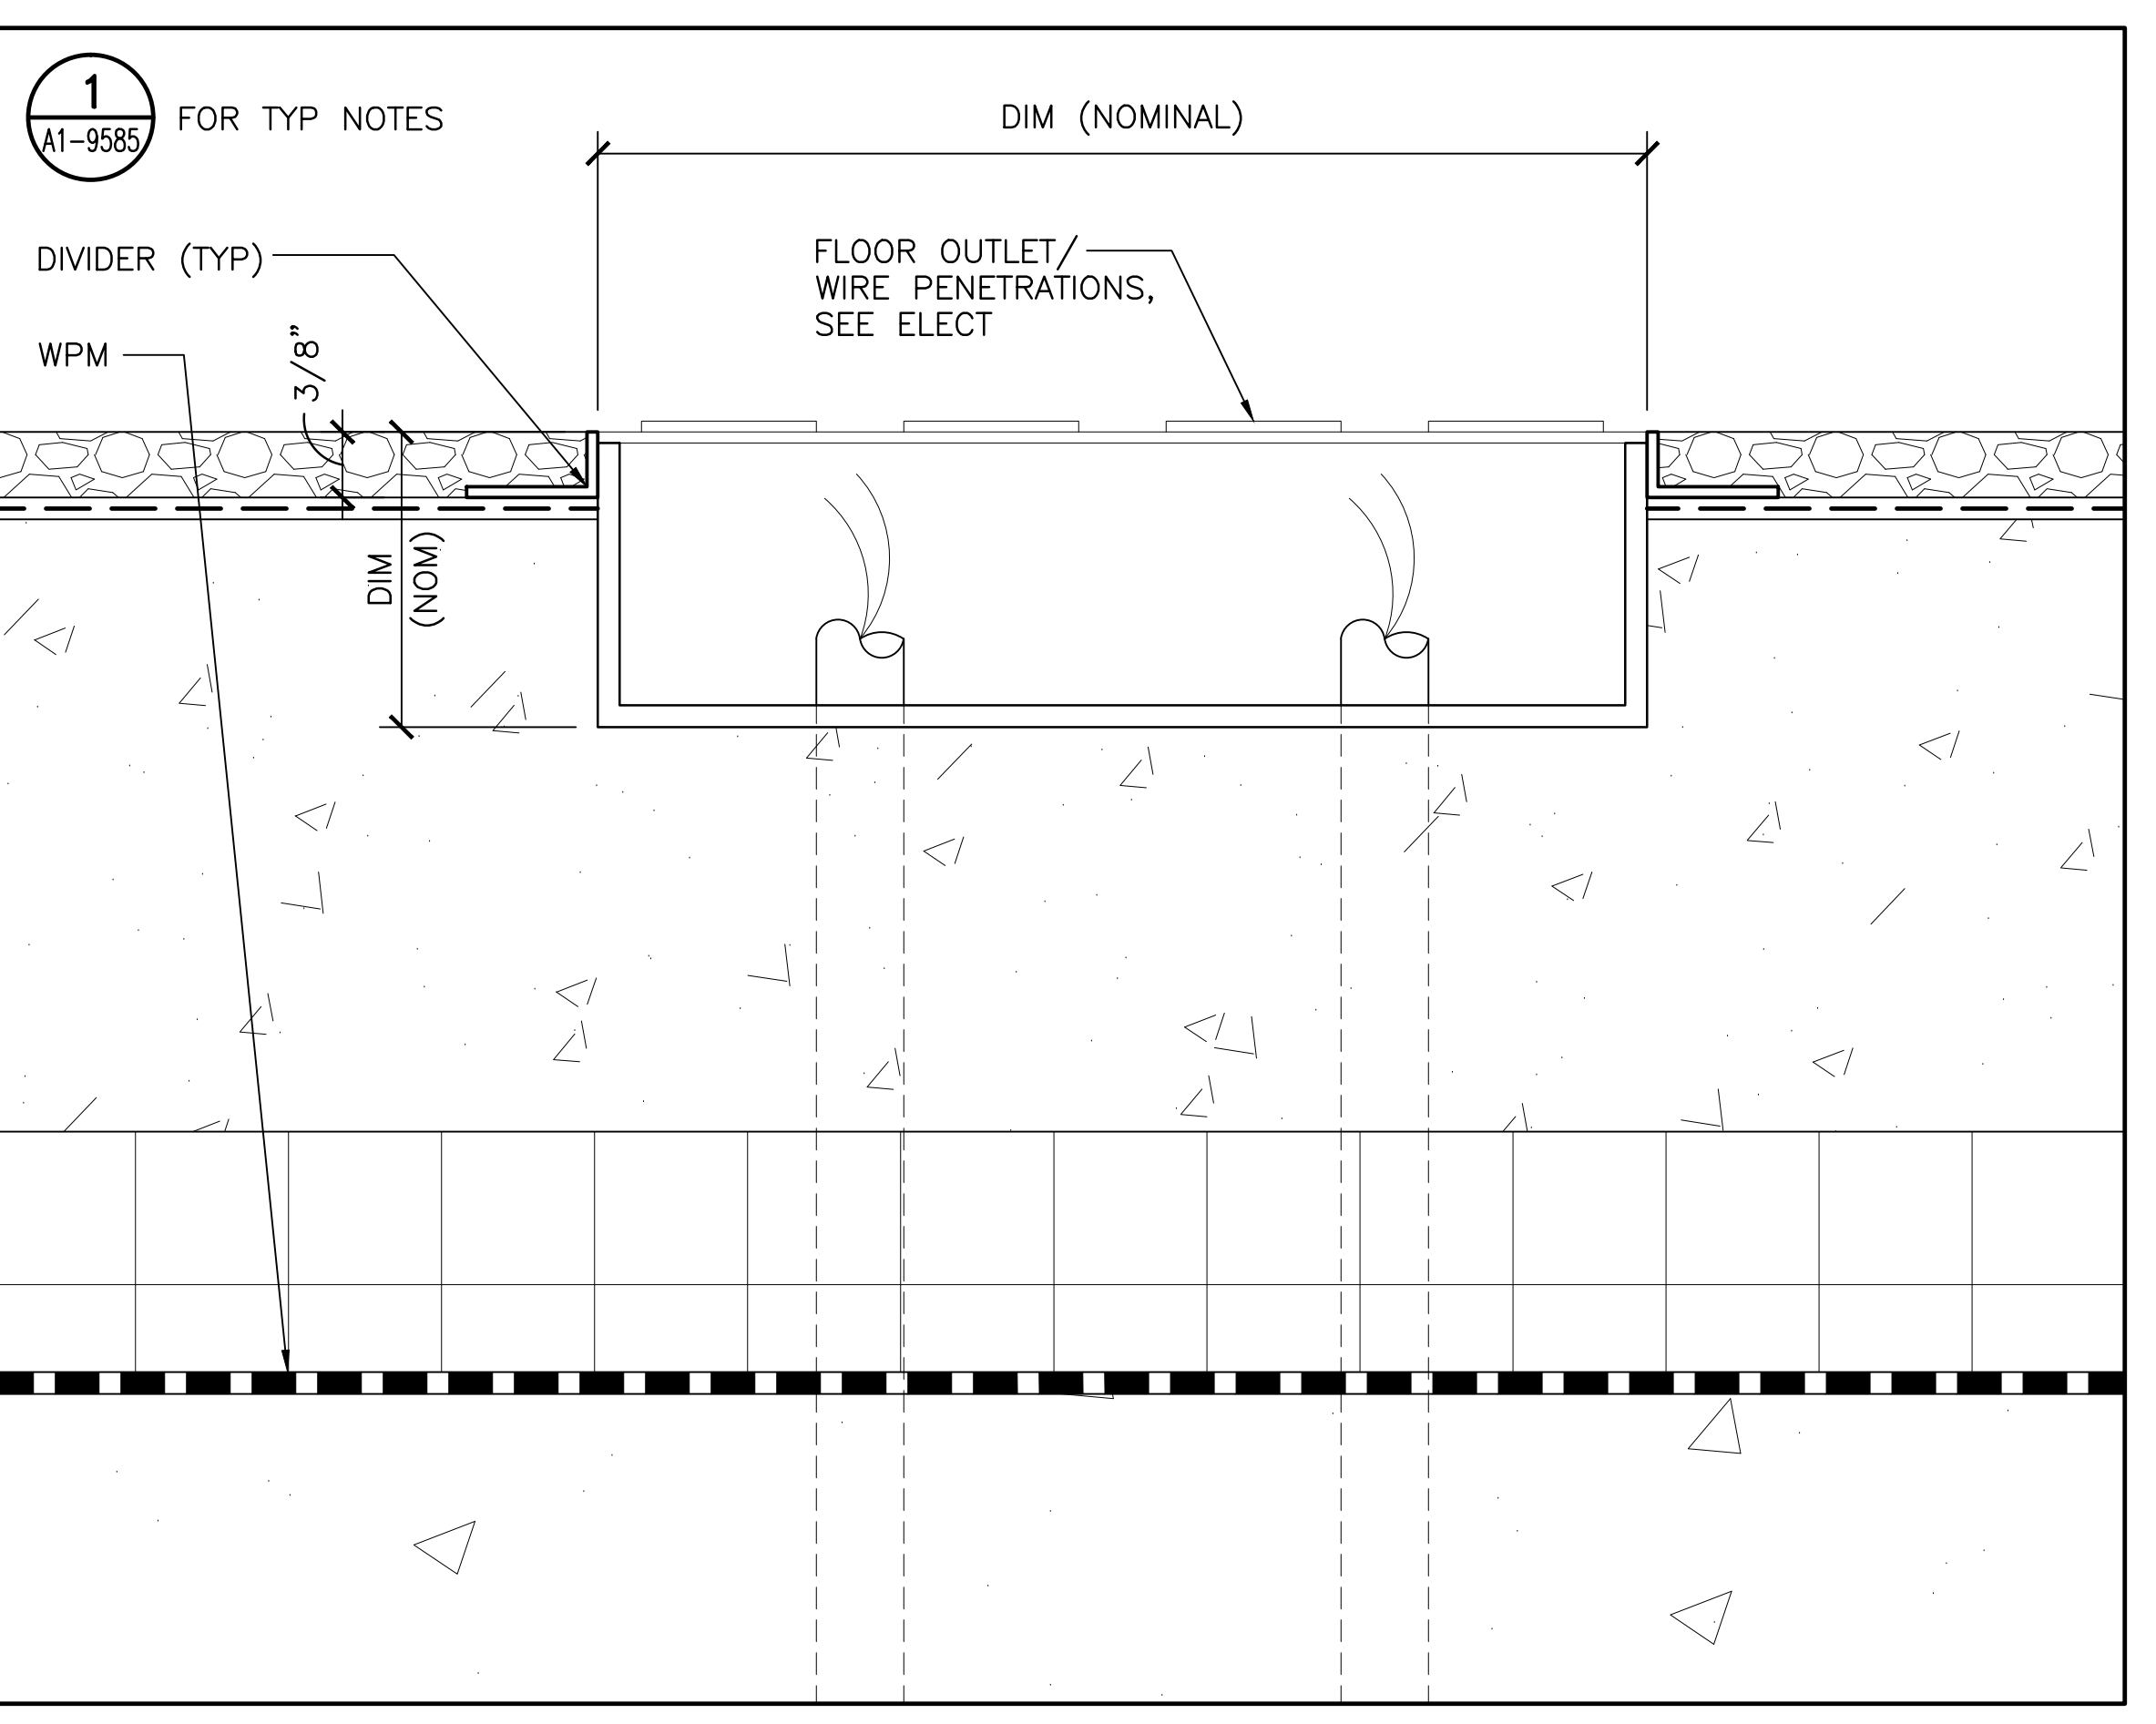 1
A1-9585
FOR TYP NOTES
DIM (NOMINAL)
DIVIDER (TYP)
FLOOR OUTLET/
WIRE PENETRATIONS,
SEE ELECT
WPM
3/8"
DIM
(NOM)